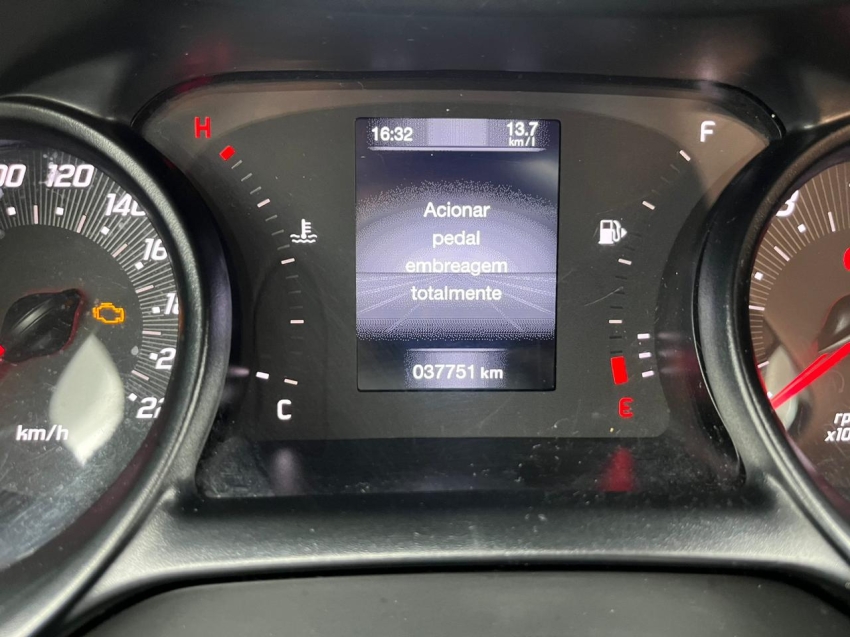 16:32 13.7
km/l
H
F
120
140
Acionar
pedal
embreagem
totalmente
037751 km
C
E
km/h